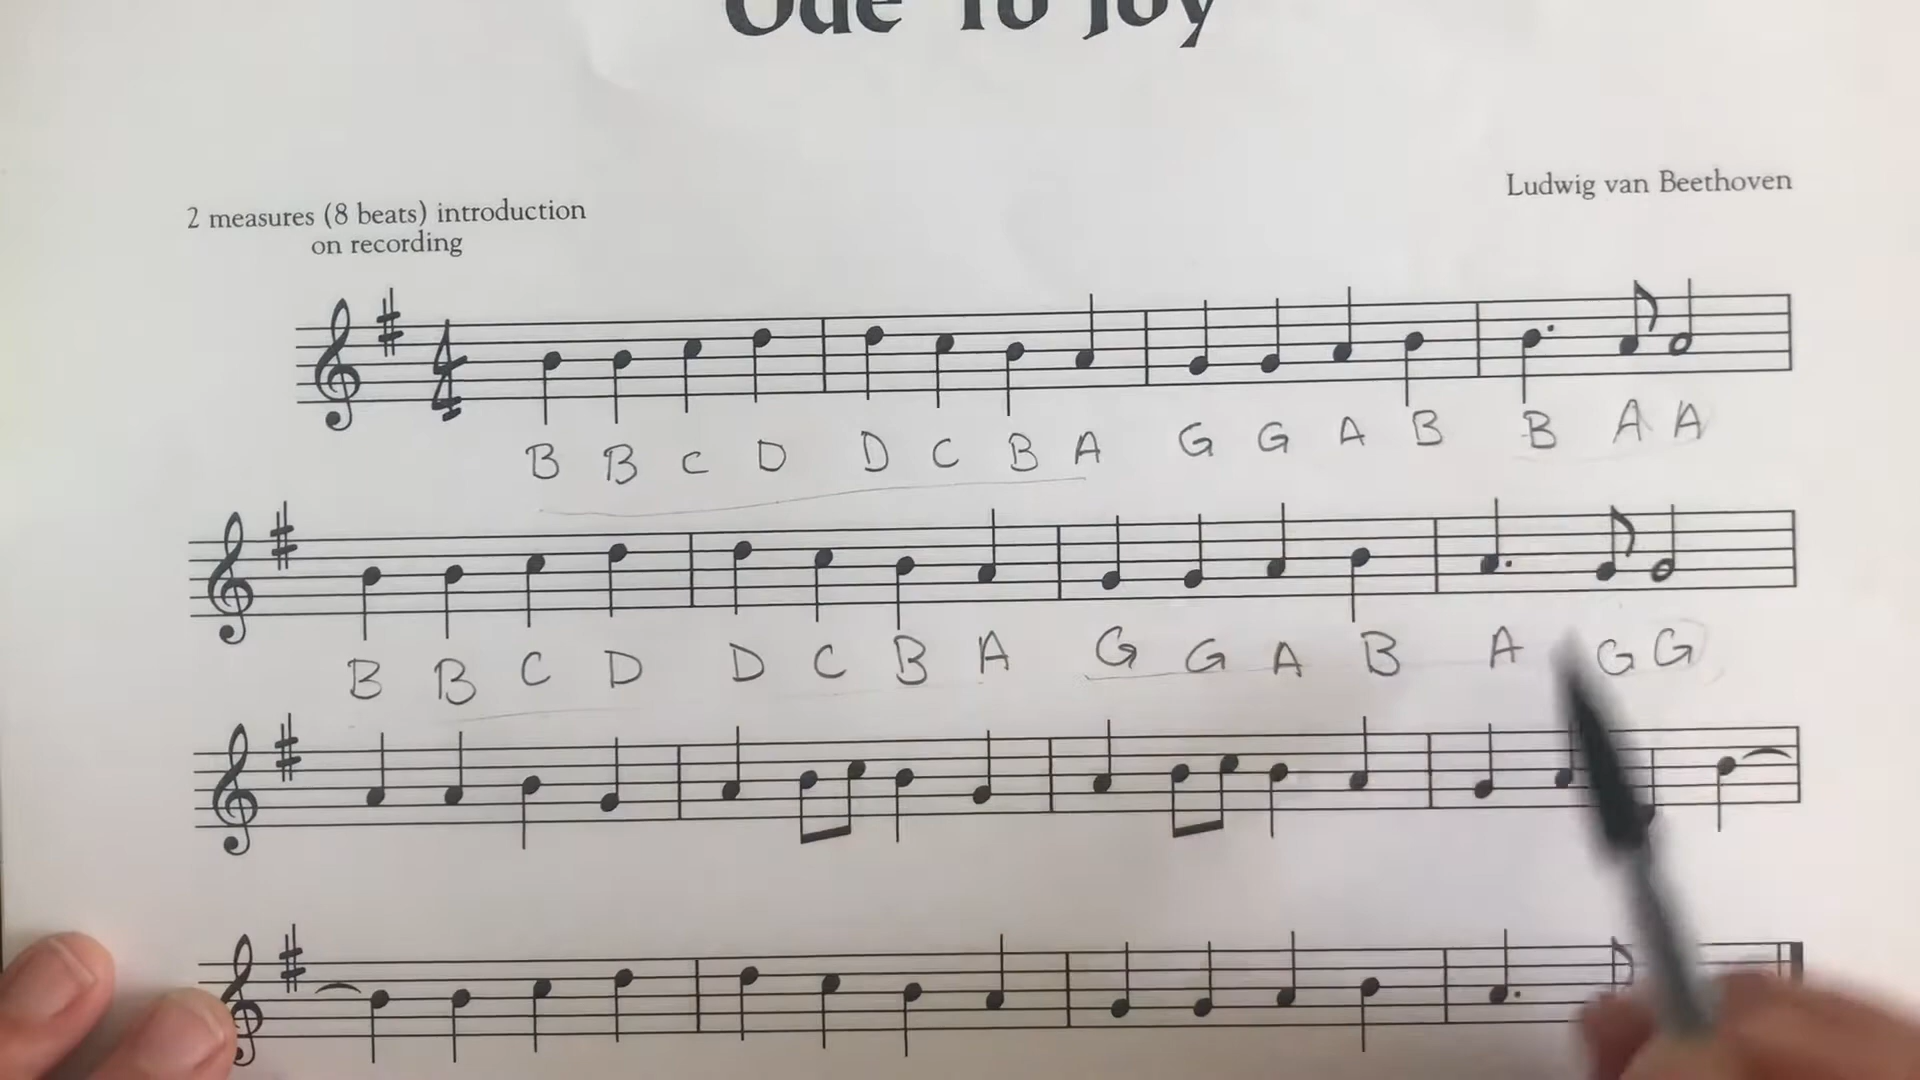 Ode To Joy
Ludwig van Beethoven
2 measures (8 beats) introduction
on recording
B B C D D C B A G G A B B A A
B B C D D C B A G G A B A G G